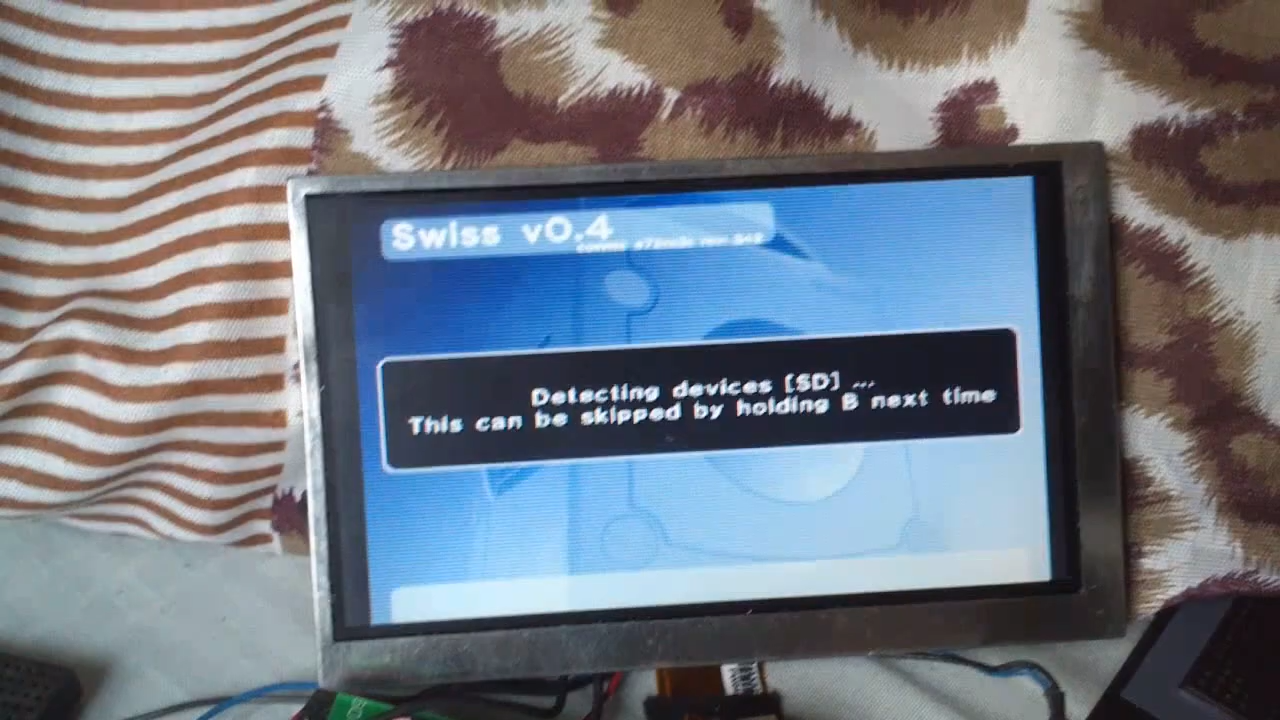 Swiss v0.4
Detecting devices [SD] ...
This can be skipped by holding B next time